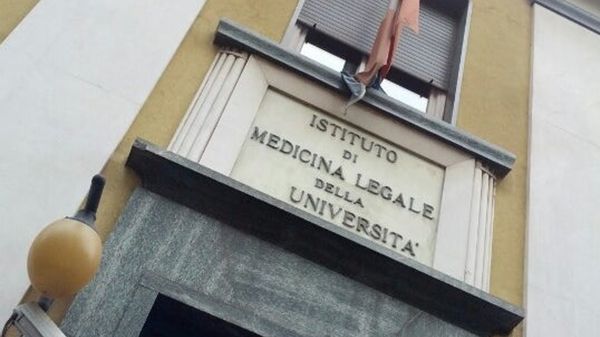 ISTITUTO
DI
MEDICINA LEGALE
DELLA
UNIVERSITA'